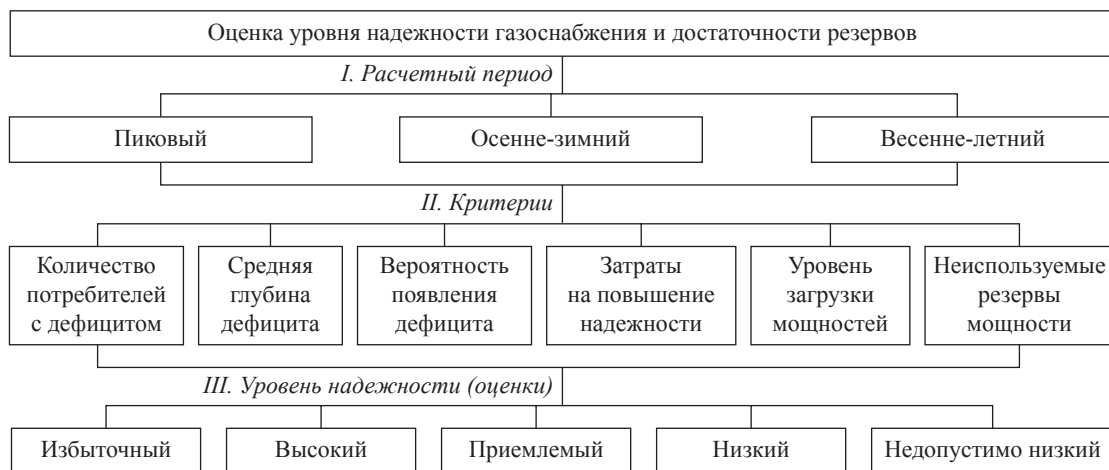 Оценка уровня надежности газоснабжения и достаточности резервов
I. Расчетный период
Пиковый
Осенне-зимний
Весенне-летний
II. Критерии
Количество
потребителей
с дефицитом
Средняя
глубина
дефицита
Вероятность
появления
дефицита
Затраты
на повышение
надежности
Уровень
загрузки
мощностей
Неиспользуемые
резервы
мощности
III. Уровень надежности (оценки)
Избыточный
Высокий
Приемлемый
Низкий
Недопустимо низкий